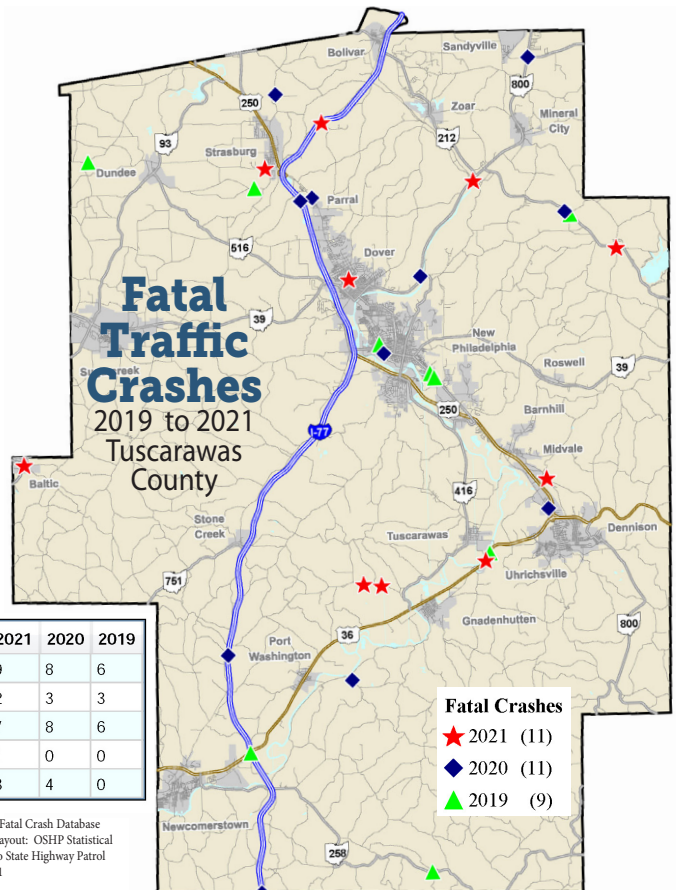 Bolivar
Sandyville
800
250
Zoar
Mineral
City
212
93
Strasburg
Dundee
Parral
516
Dover
Fatal
Traffic
Crashes
2019 to 2021
Tuscarawas
County
39
New
Philadelphia
Roswell
39
250
Barnhill
I-77
Midvale
Baltic
416
Stone
Creek
Tuscarawas
Dennison
Uhrichsville
751
Gnadenhutten
800
36
Port
Washington
2021 2020 2019
8 6
3 3
8 6
0 0
4 0
Fatal Crashes
2021 (11)
2020 (11)
2019 (9)
Newcomerstown
258
Fatal Crash Database
ayout: OSHP Statistical
o State Highway Patrol